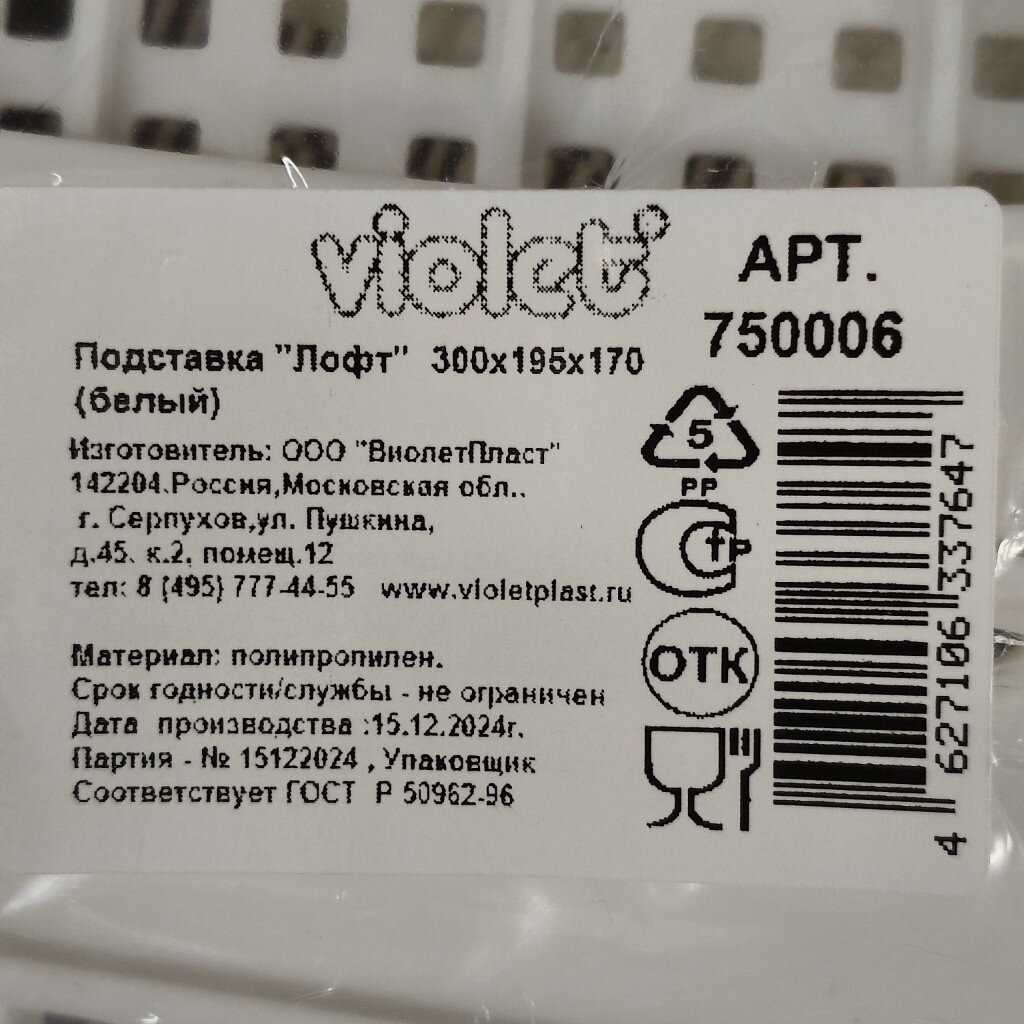 violet
АРТ.
750006
Подставка "Лофт" 300х195х170
(белый)
Изготовитель: ООО "ВиолетПласт"
142204.Россия,Московская обл..
г. Серпухов,ул. Пушкина,
д.45. к.2, помещ.12
тел: 8 (495) 777-44-55 www.violetplast.ru
Материал: полипропилен.
Срок годности/службы - не ограничен
Дата производства :15.12.2024г.
Партия - № 15122024 , Упаковщик
Соответствует ГОСТ Р 50962-96
5
PP
СТР
ОТК
4 627106 337647